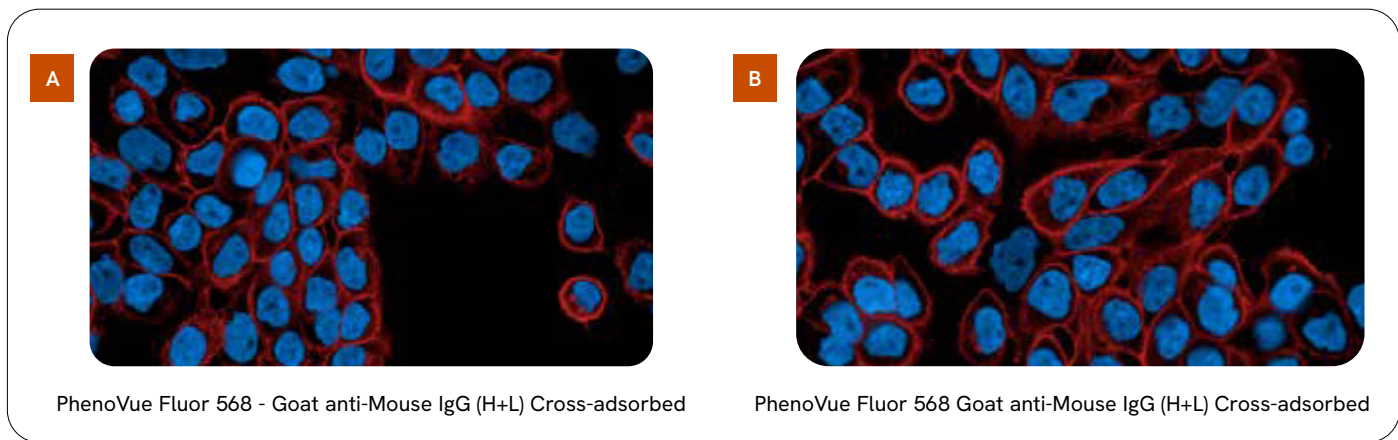 A
B
PhenoVue Fluor 568 - Goat anti-Mouse IgG (H+L) Cross-adsorbed
PhenoVue Fluor 568 Goat anti-Mouse IgG (H+L) Cross-adsorbed